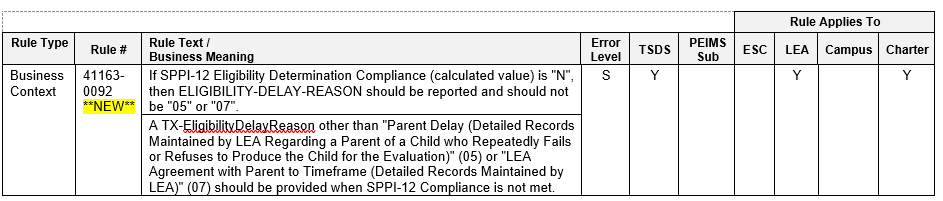 Rule Applies To
Rule Type Rule # Rule Text / Business Meaning Error Level TSDS PEIMS Sub ESC LEA Campus Charter
Business Context
41163-
0092
**NEW**
If SPPI-12 Eligibility Determination Compliance (calculated value) is "N",
then ELIGIBILITY-DELAY-REASON should be reported and should not
be "05" or "07".
S Y Y Y
A TX-EligibilityDelayReason other than "Parent Delay (Detailed Records
Maintained by LEA Regarding a Parent of a Child who Repeatedly Fails
or Refuses to Produce the Child for the Evaluation)" (05) or "LEA
Agreement with Parent to Timeframe (Detailed Records Maintained by
LEA)" (07) should be provided when SPPI-12 Compliance is not met.